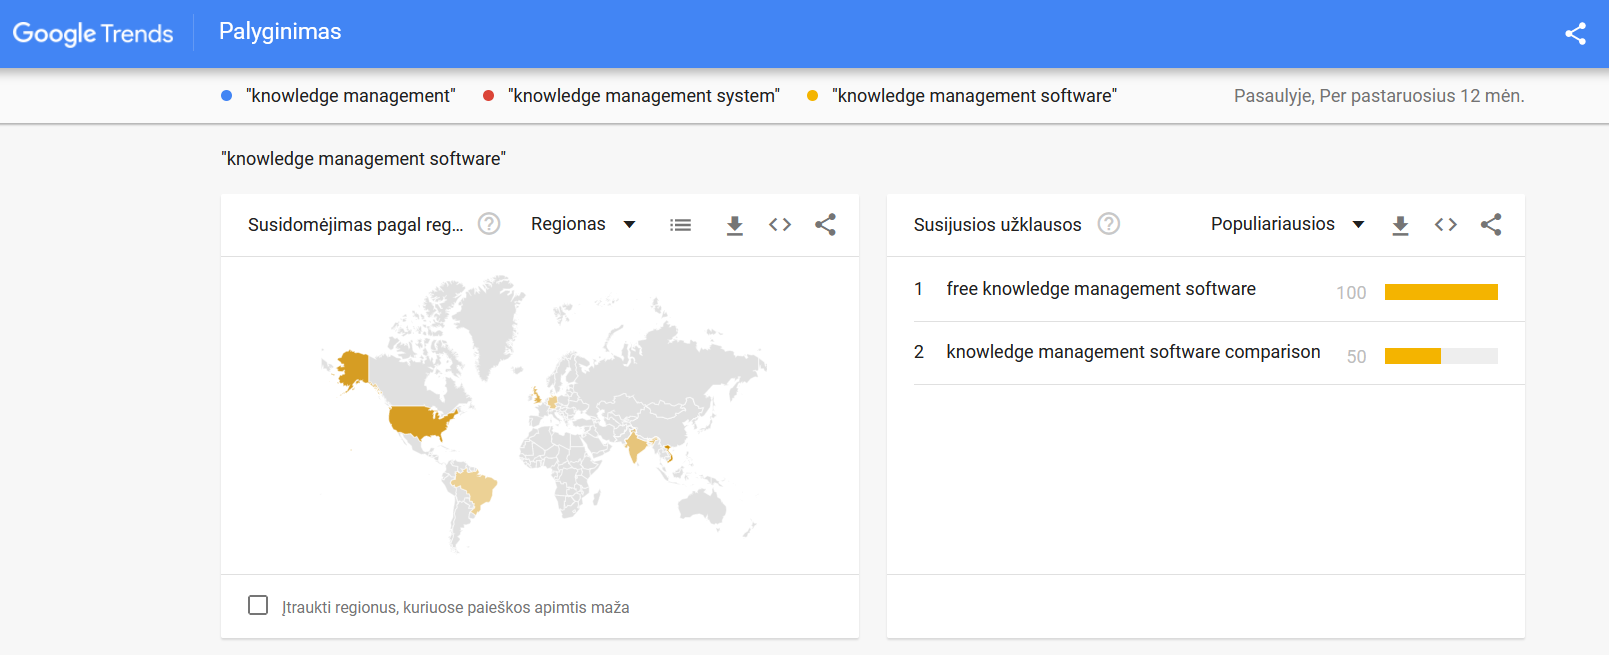 Google Trends
Palyginimas
"knowledge management"
"knowledge management system"
"knowledge management software"
Pasaulyje, Per pastaruosius 12 mėn.
"knowledge management software"
Susidomėjimas pagal reg...
Regionas
Susijusios užklausos
Populiariausios
1 free knowledge management software 100
2 knowledge management software comparison 50
Įtraukti regionus, kuriuose paieškos apimtis maža